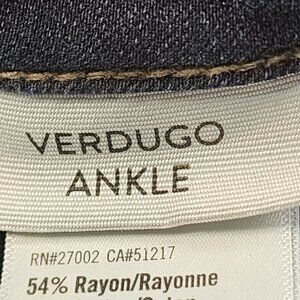 VERDUGO
ANKLE
RN#27002 CA#51217
54% Rayon/Rayonne